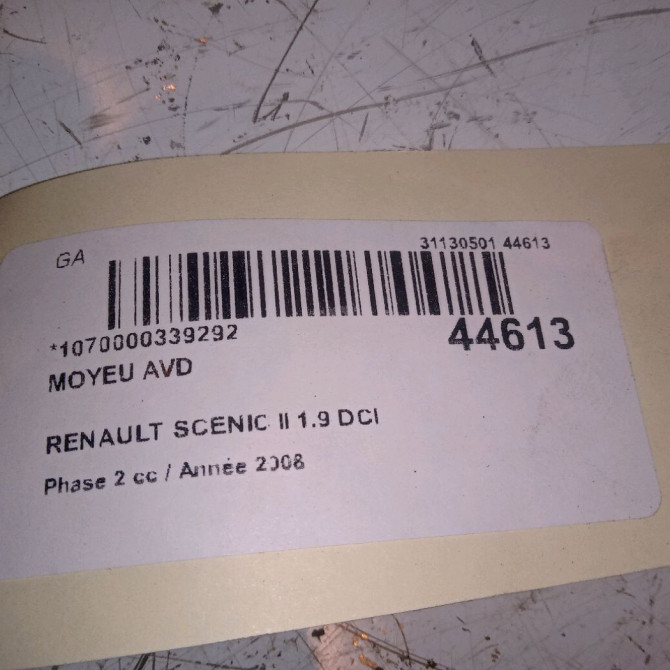 GA
31130501 44613
*1070000339292
44613
MOYEU AVD
RENAULT SCENIC II 1.9 DCI
Phase 2 cc / Année 2008